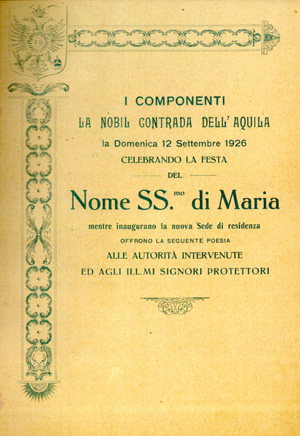 I COMPONENTI
LA NOBIL CONTRADA DELL'AQUILA
la Domenica 12 Settembre 1926
CELEBRANDO LA FESTA
DEL
Nome SS.mo di Maria
mentre inaugurano la nuova Sede di residenza
OFFRONO LA SEGUENTE POESIA
ALLE AUTORITÀ INTERVENUTE
ED AGLI ILL.MI SIGNORI PROTETTORI